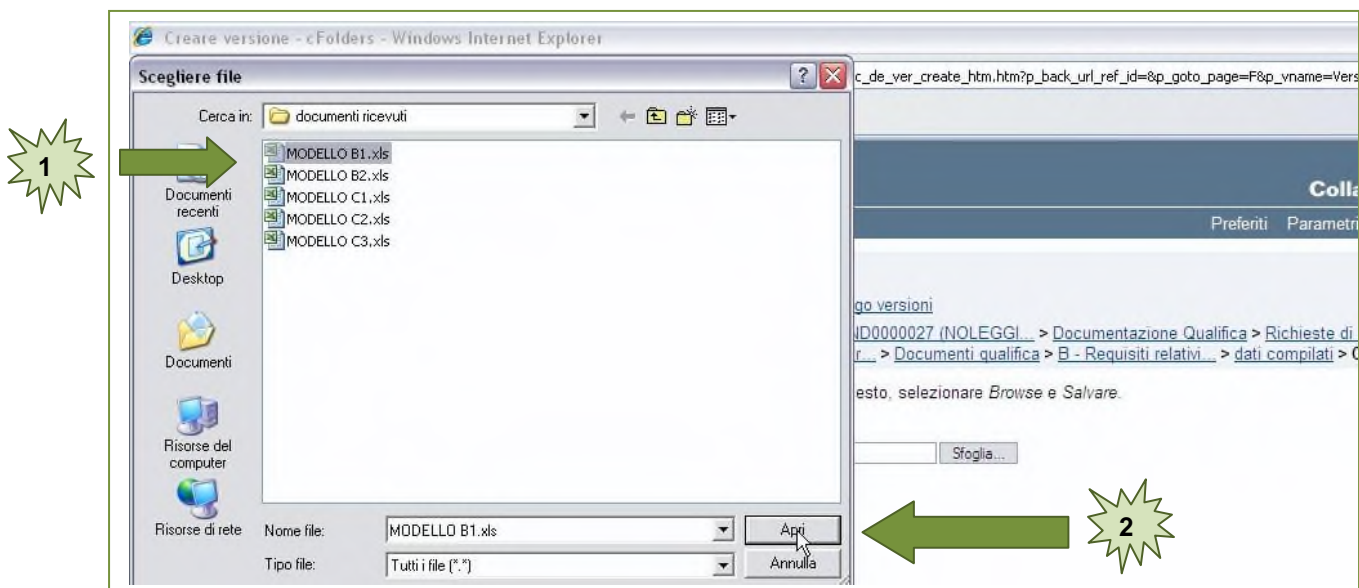 Creare versione - cFolders - Windows Internet Explorer
Scegliere file
c_de_ver_create_htm.htm?p_back_url_ref_id=&p_goto_page=F&p_vname=Vers
Cerca in:
documenti ricevuti
1
MODELLO B1.xls
MODELLO B2.xls
MODELLO C1.xls
MODELLO C2.xls
MODELLO C3.xls
Documenti
recenti
Desktop
Documenti
Risorse del
computer
Risorse di rete
Colla
Preferiti Parametri
go versioni
ND0000027 (NOLEGGI... > Documentazione Qualifica > Richieste di
r... > Documenti qualifica > B - Requisiti relativi... > dati compilati >
esto, selezionare Browse e Salvare.
Sfoglia...
Nome file:
MODELLO B1.xls
Apri
2
Tipo file:
Tutti i file (*.*)
Annulla